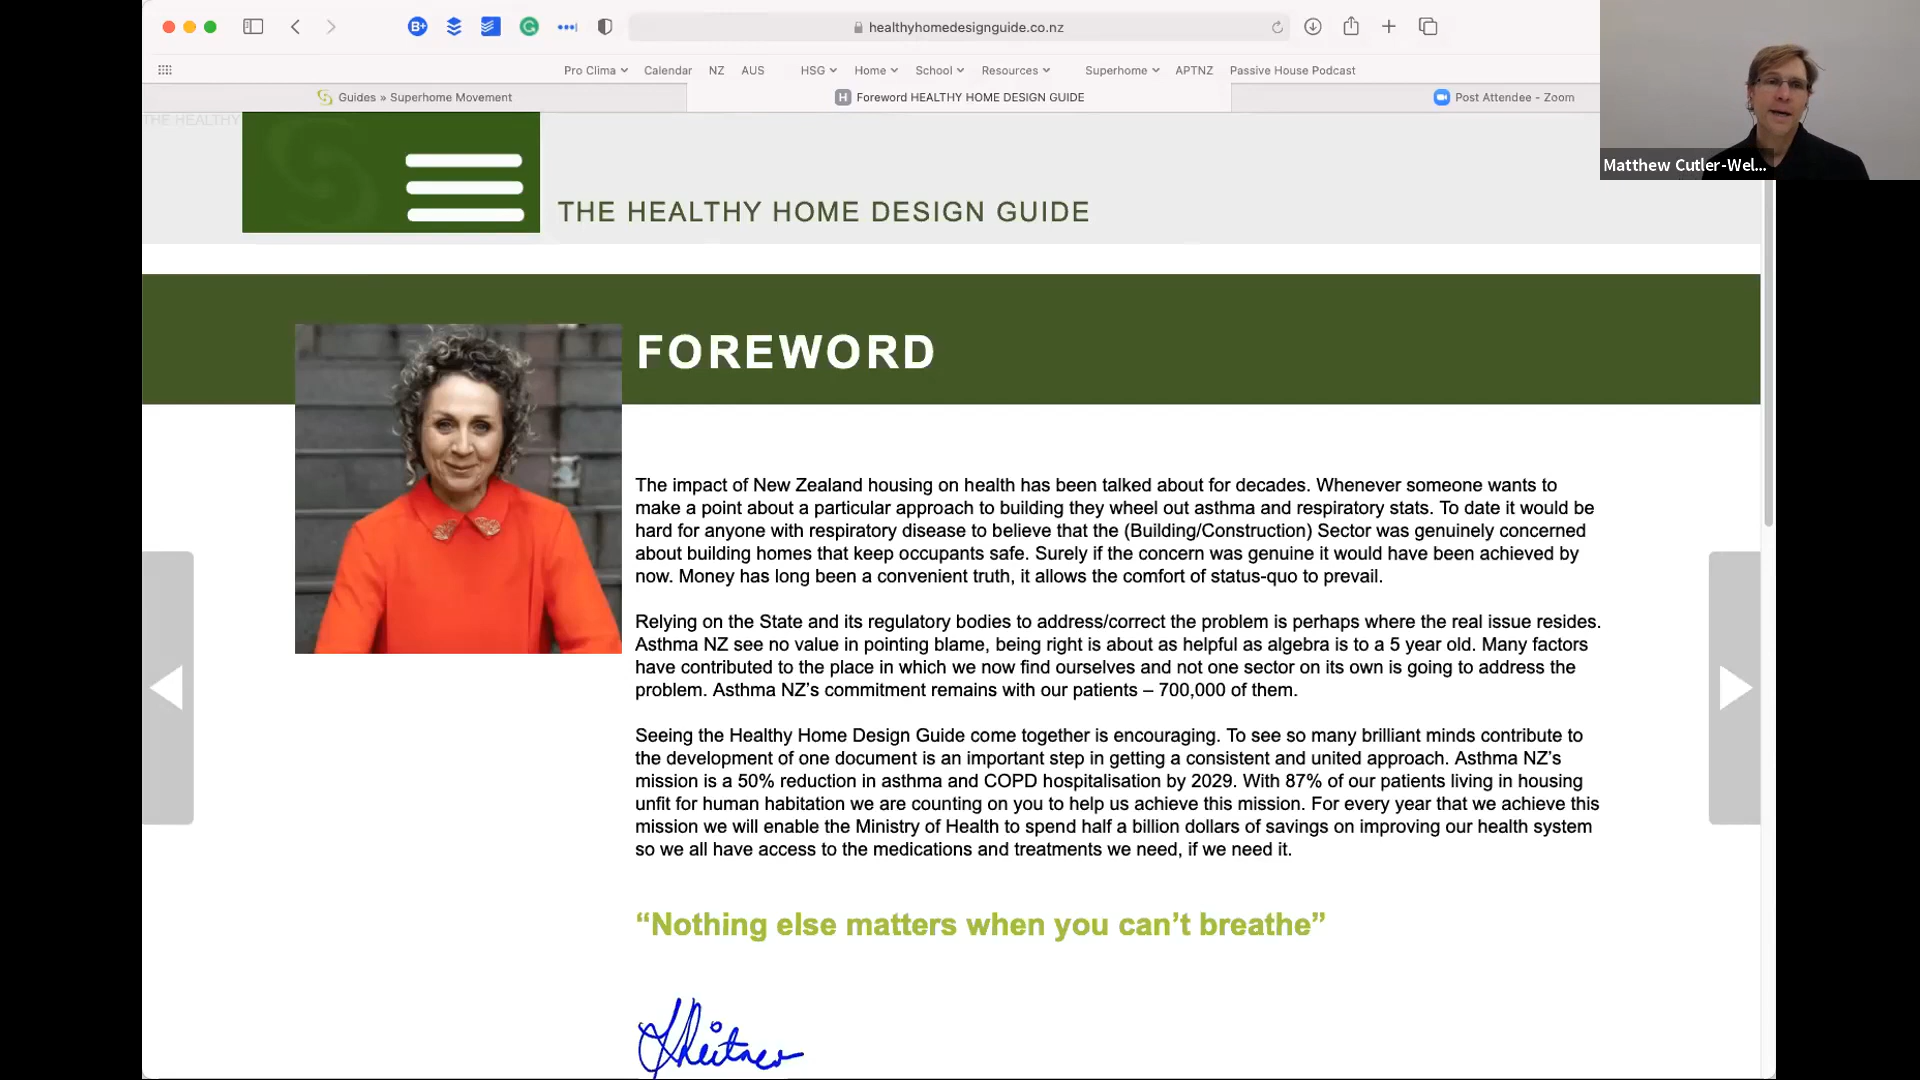 healthyhomedesignguide.co.nz
Pro Clima Calendar NZ AUS HSG Home School Resources Superhome APTNZ Passive House Podcast
Guides » Superhome Movement
H Foreword HEALTHY HOME DESIGN GUIDE
Post Attendee - Zoom
Matthew Cutler-Wel...
THE HEALTHY
THE HEALTHY HOME DESIGN GUIDE
FOREWORD
The impact of New Zealand housing on health has been talked about for decades. Whenever someone wants to
make a point about a particular approach to building they wheel out asthma and respiratory stats. To date it would be
hard for anyone with respiratory disease to believe that the (Building/Construction) Sector was genuinely concerned
about building homes that keep occupants safe. Surely if the concern was genuine it would have been achieved by
now. Money has long been a convenient truth, it allows the comfort of status-quo to prevail.
Relying on the State and its regulatory bodies to address/correct the problem is perhaps where the real issue resides.
Asthma NZ see no value in pointing blame, being right is about as helpful as algebra is to a 5 year old. Many factors
have contributed to the place in which we now find ourselves and not one sector on its own is going to address the
problem. Asthma NZ’s commitment remains with our patients – 700,000 of them.
Seeing the Healthy Home Design Guide come together is encouraging. To see so many brilliant minds contribute to
the development of one document is an important step in getting a consistent and united approach. Asthma NZ’s
mission is a 50% reduction in asthma and COPD hospitalisation by 2029. With 87% of our patients living in housing
unfit for human habitation we are counting on you to help us achieve this mission. For every year that we achieve this
mission we will enable the Ministry of Health to spend half a billion dollars of savings on improving our health system
so we all have access to the medications and treatments we need, if we need it.
“Nothing else matters when you can’t breathe”